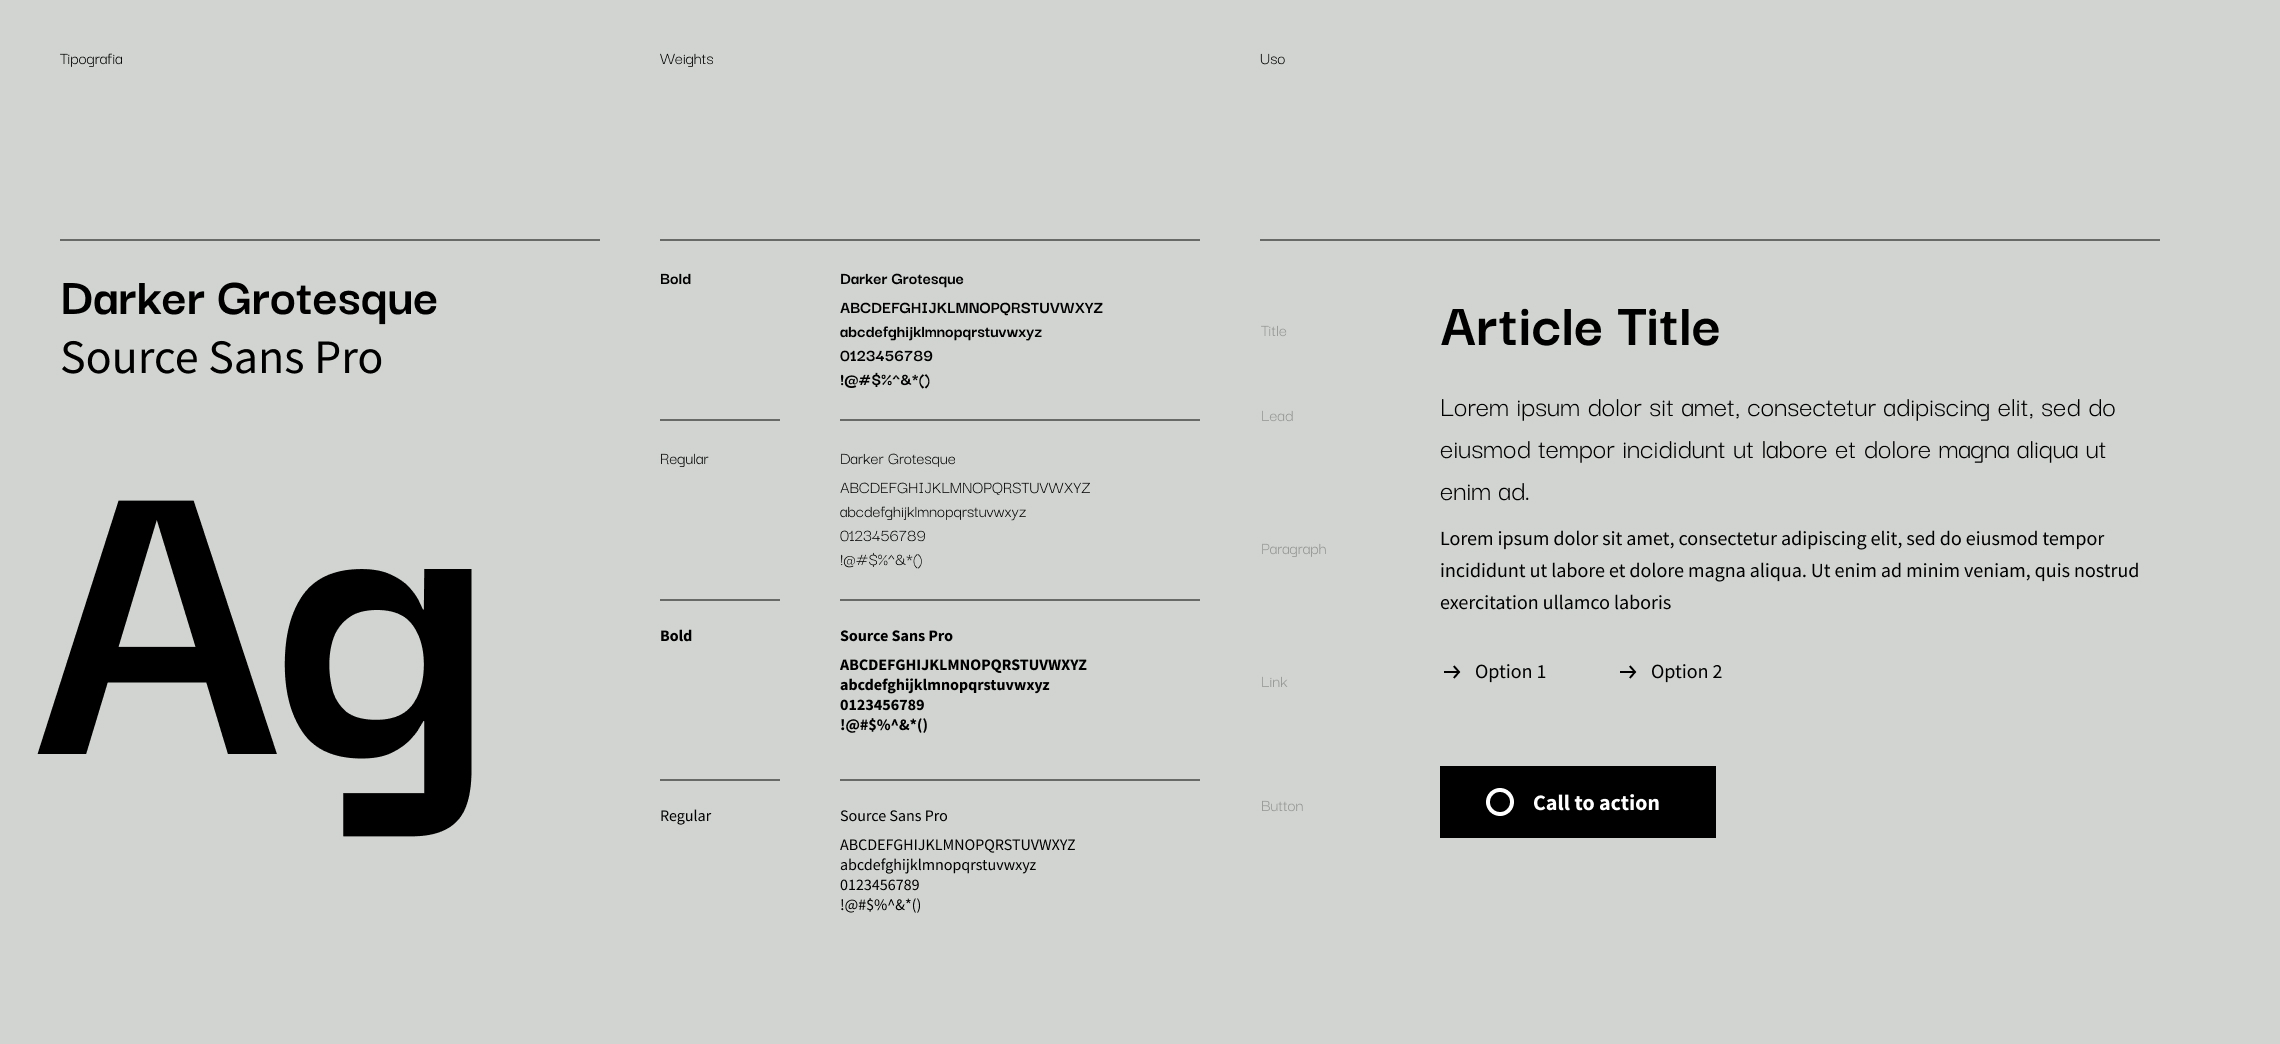 Tipografia
Weights
Uso
Darker Grotesque
Source Sans Pro
Ag
Bold
Darker Grotesque
ABCDEFGHIJKLMNOPQRSTUVWXYZ
abcdefghijklmnopqrstuvwxyz
0123456789
!@#$%^&*()
Regular
Darker Grotesque
ABCDEFGHIJKLMNOPQRSTUVWXYZ
abcdefghijklmnopqrstuvwxyz
0123456789
!@#$%^&*()
Bold
Source Sans Pro
ABCDEFGHIJKLMNOPQRSTUVWXYZ
abcdefghijklmnopqrstuvwxyz
0123456789
!@#$%^&*()
Regular
Source Sans Pro
ABCDEFGHIJKLMNOPQRSTUVWXYZ
abcdefghijklmnopqrstuvwxyz
0123456789
!@#$%^&*()
Title
Article Title
Lead
Lorem ipsum dolor sit amet, consectetur adipiscing elit, sed do
eiusmod tempor incididunt ut labore et dolore magna aliqua ut
enim ad.
Paragraph
Lorem ipsum dolor sit amet, consectetur adipiscing elit, sed do eiusmod tempor
incididunt ut labore et dolore magna aliqua. Ut enim ad minim veniam, quis nostrud
exercitation ullamco laboris
Link
→ Option 1
→ Option 2
Button
Call to action